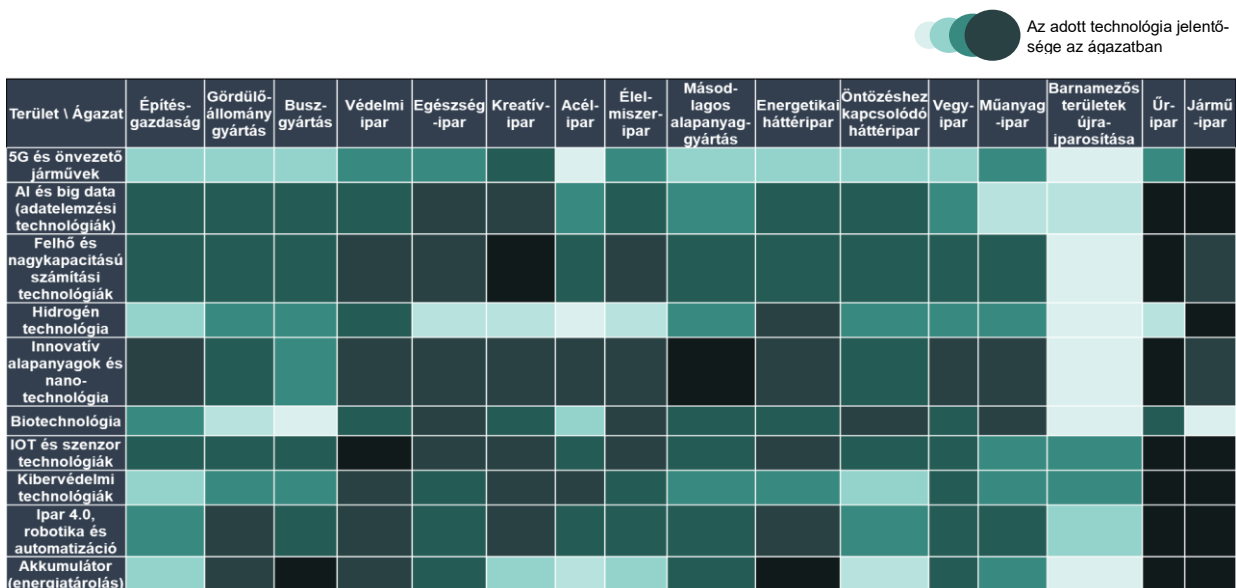 Az adott technológia jelentő-
sége az ágazatban
Terület \ Ágazat
Építés-
gazdaság
Gördülő-
állomány
gyártás
Busz-
gyártás
Védelmi
ipar
Egészség
-ipar
Kreatív-
ipar
Acél-
ipar
Élel-
miszer-
ipar
Másod-
lagos
alapanyag-
gyártás
Energetikai
háttéripar
Öntözéshez
kapcsolódó
háttéripar
Vegy-
ipar
Műanyag
-ipar
Barnamezős
területek
újra-
iparosítása
Űr-
ipar
Jármű
-ipar
5G és önvezető
járművek
AI és big data
(adatelemzési
technológiák)
Felhő és
nagykapacitású
számítási
technológiák
Hidrogén
technológia
Innovatív
alapanyagok és
nano-
technológia
Biotechnológia
IOT és szenzor
technológiák
Kibervédelmi
technológiák
Ipar 4.0,
robotika és
automatizáció
Akkumulátor
(energiatárolás)